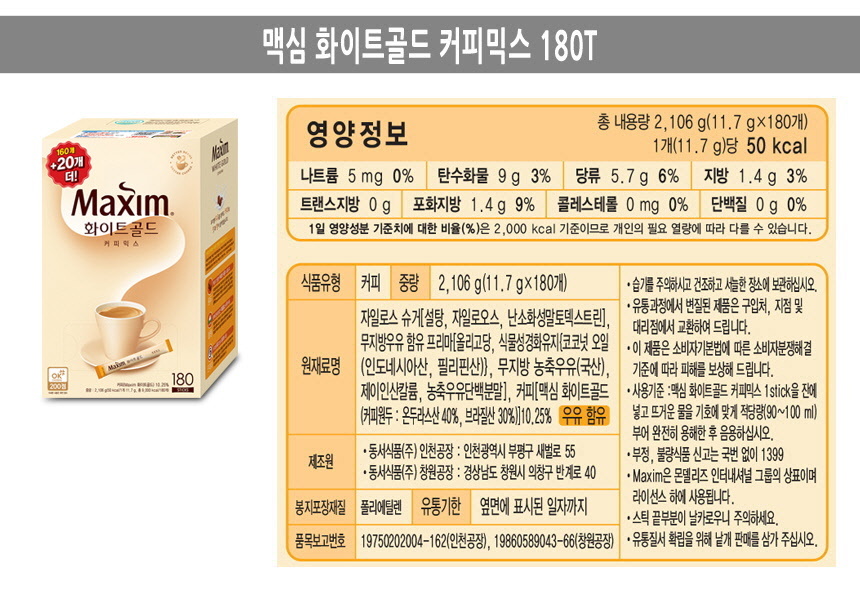 맥심 화이트골드 커피믹스 180T
160개
+20개
더!
Maxim
WHITE GOLD
Maxim
화이트골드
커피믹스
200점
180
영양정보
총 내용량 2,106 g(11.7 g×180개)
1개(11.7 g)당 50 kcal
나트륨 5 mg 0% 탄수화물 9 g 3% 당류 5.7 g 6% 지방 1.4 g 3%
트랜스지방 0 g 포화지방 1.4 g 9% 콜레스테롤 0 mg 0% 단백질 0 g 0%
1일 영양성분 기준치에 대한 비율(%)은 2,000 kcal 기준이므로 개인의 필요 열량에 따라 다를 수 있습니다.
식품유형 커피 중량 2,106 g(11.7 g×180개)
원재료명
자일로스 슈거[설탕, 자일로오스, 난소화성말토덱스트린],
무지방우유 함유 프리마[물리고당, 식물성경화유지{코코넛 오일
(인도네시아산, 필리핀산)}, 무지방 농축우유(국산),
제이인산칼륨, 농축우유단백분말], 커피[맥심 화이트골드
(커피원두 : 온두라스산 40%, 브라질산 30%)]10.25% 우유 함유
제조원
• 동서식품(주) 인천공장 : 인천광역시 부평구 새벌로 55
• 동서식품(주) 창원공장 : 경상남도 창원시 의창구 반계로 40
봉지포장재질 폴리에틸렌 유통기한 옆면에 표시된 일자까지
품목보고번호 19750202004-162(인천공장), 19860589043-66(창원공장)
• 습기를 주의하시고 건조하고 서늘한 장소에 보관하십시오.
• 유통과정에서 변질된 제품은 구입처, 지점 및
대리점에서 교환하여 드립니다.
• 이 제품은 소비자기본법에 따른 소비자분쟁해결
기준에 따라 피해를 보상해 드립니다.
• 사용기준 : 맥심 화이트골드 커피믹스 1stick을 잔에
넣고 뜨거운 물을 기호에 맞게 적당량(90~100 ml)
부어 완전히 용해한 후 음용하십시오.
• 부정, 불량식품 신고는 국번 없이 1399
• Maxim은 몬델리즈 인터내셔널 그룹의 상표이며
라이선스 하에 사용됩니다.
• 스틱 끝부분이 날카로우니 주의하세요.
• 유통질서 확립을 위해 낱개 판매를 삼가 주십시오.